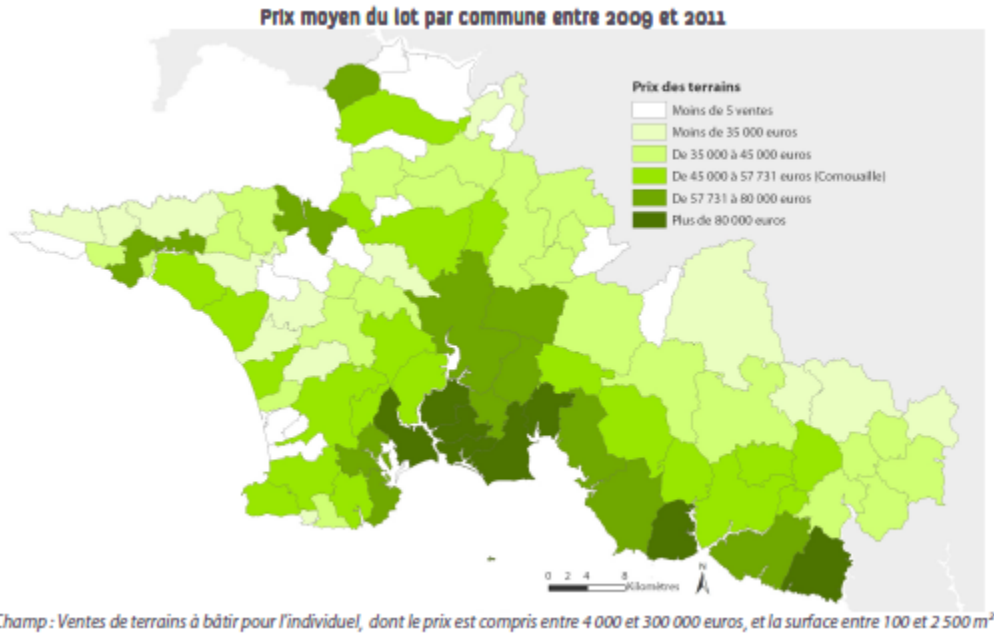 Prix moyen du lot par commune entre 2009 et 2011
Prix des terrains
Moins de 5 ventes
Moins de 35 000 euros
De 35 000 à 45 000 euros
De 45 000 à 57 731 euros (Cornouaille)
De 57 731 à 80 000 euros
Plus de 80 000 euros
N
0 2 4 8
Kilomètres
Champ : Ventes de terrains à bâtir pour l'individuel, dont le prix est compris entre 4 000 et 300 000 euros, et la surface entre 100 et 2 500 m²